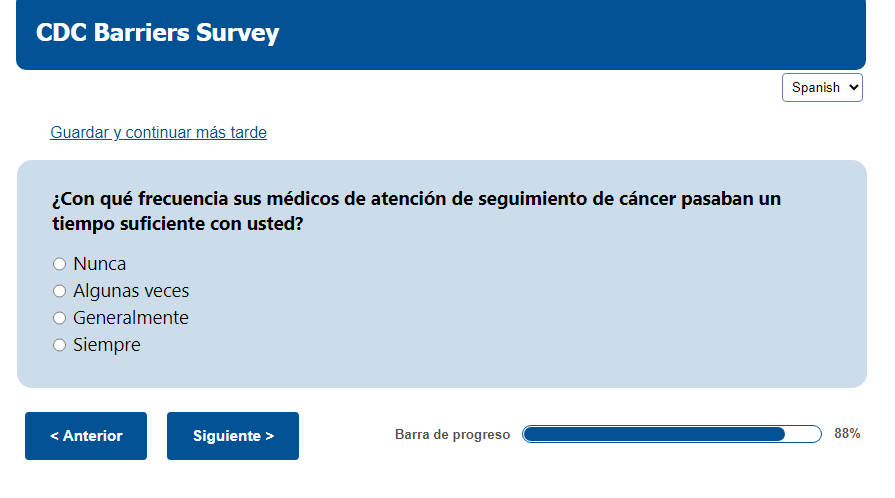 CDC Barriers Survey
Spanish
Guardar y continuar más tarde
¿Con qué frecuencia sus médicos de atención de seguimiento de cáncer pasaban un
tiempo suficiente con usted?
Nunca
Algunas veces
Generalmente
Siempre
< Anterior
Siguiente >
Barra de progreso
88%